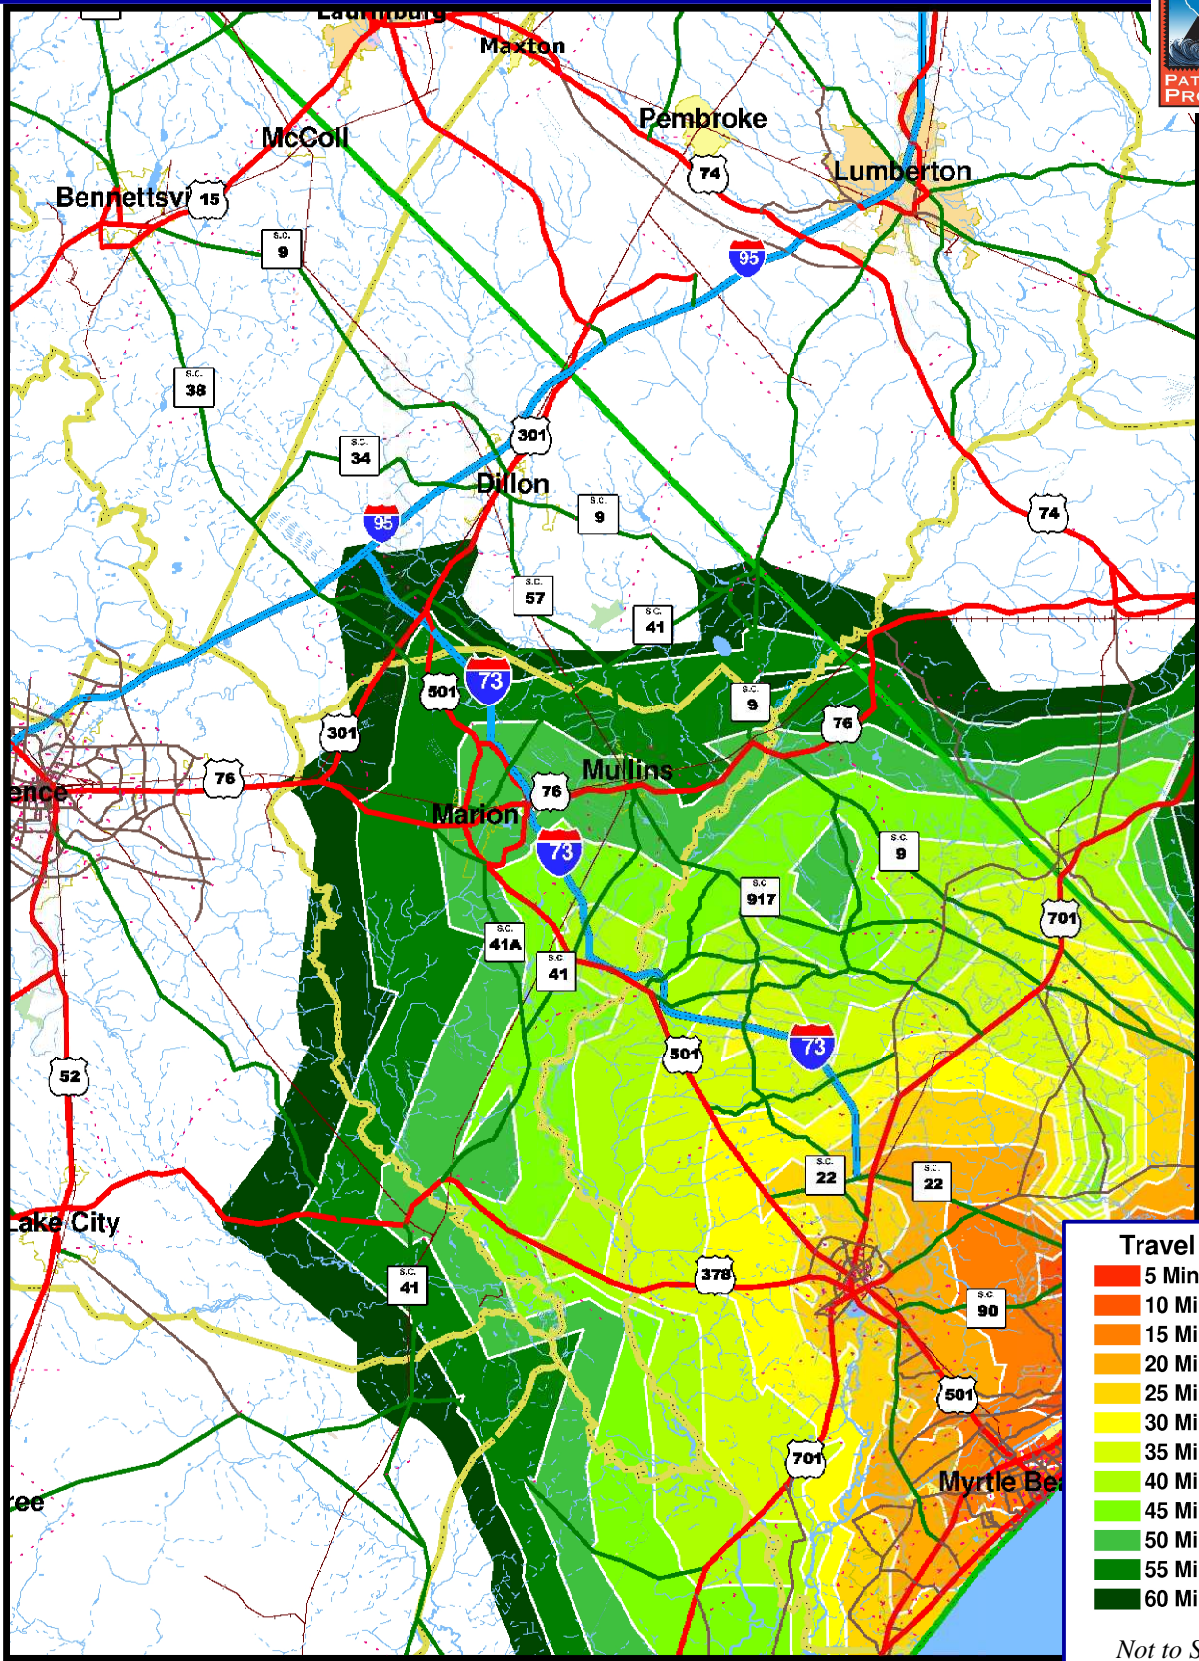 Laurinburg
Maxton
PAT
PRO
Pembroke
McColl
74
Lumberton
Bennettsvi
15
S.C.
9
95
S.C.
38
301
S.C.
34
Dillon
S.C.
9
74
95
S.C.
57
S.C.
41
73
501
S.C.
9
301
76
Mullins
76
ence
76
Marion
73
S.C.
9
S.C.
917
701
S.C.
41A
S.C.
41
501
73
52
S.C.
22
S.C.
22
Lake City
Travel
378
5 Min
S.C.
41
S.C.
90
10 Mi
15 Mi
20 Mi
501
25 Mi
30 Mi
701
35 Mi
Myrtle Bea
40 Mi
ree
45 Mi
50 Mi
55 Mi
60 Mi
Not to S